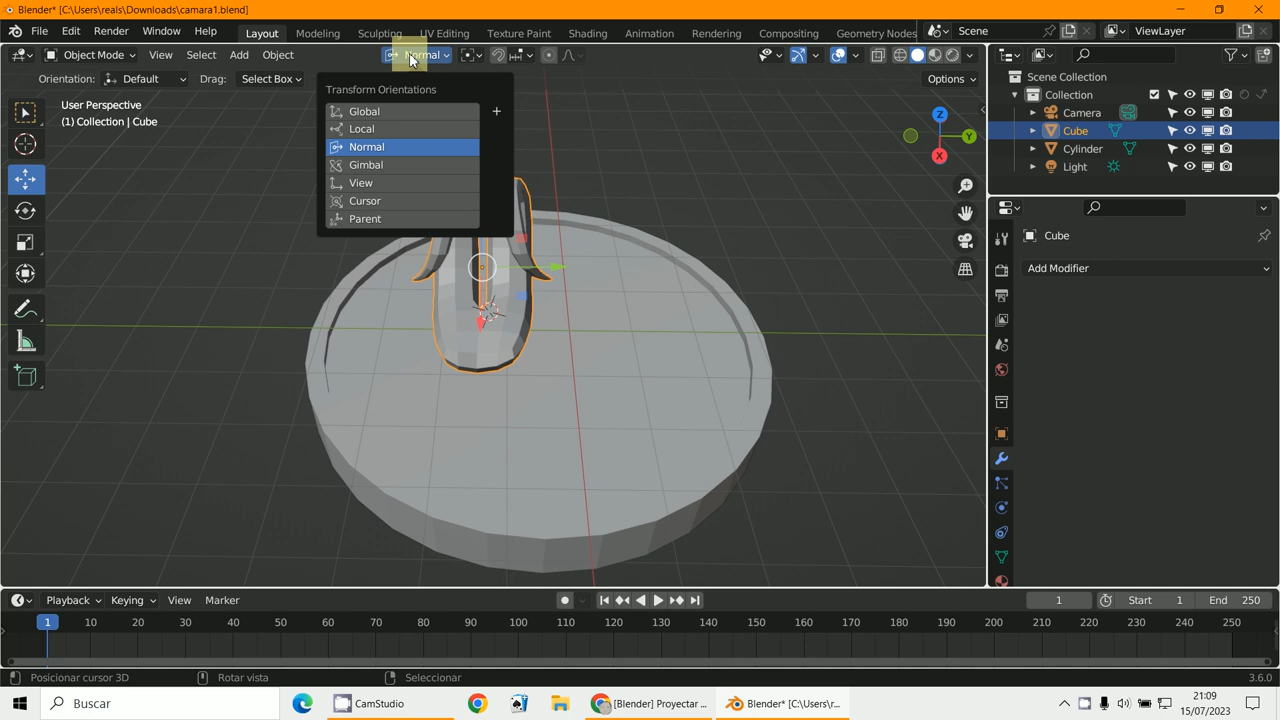 Blender* [C:\Users\reals\Downloads\camara1.blend]
File Edit Render Window Help Layout Modeling Sculpting UV Editing Texture Paint Shading Animation Rendering Compositing Geometry Nodes Scene ViewLayer
Object Mode View Select Add Object Normal
Orientation: Default Drag: Select Box Options
User Perspective
(1) Collection | Cube
Transform Orientations
Global
Local
Normal
Gimbal
View
Cursor
Parent
Z
Y
X
Scene Collection
Collection
Camera
Cube
Cylinder
Light
Cube
Add Modifier
Playback Keying View Marker 1 Start 1 End 250
1 10 20 30 40 50 60 70 80 90 100 110 120 130 140 150 160 170 180 190 200 210 220 230 240 250
Posicionar cursor 3D Rotar vista Seleccionar 3.6.0
Buscar CamStudio [Blender] Proyectar ... Blender* [C:\Users\r... 21:09
15/07/2023